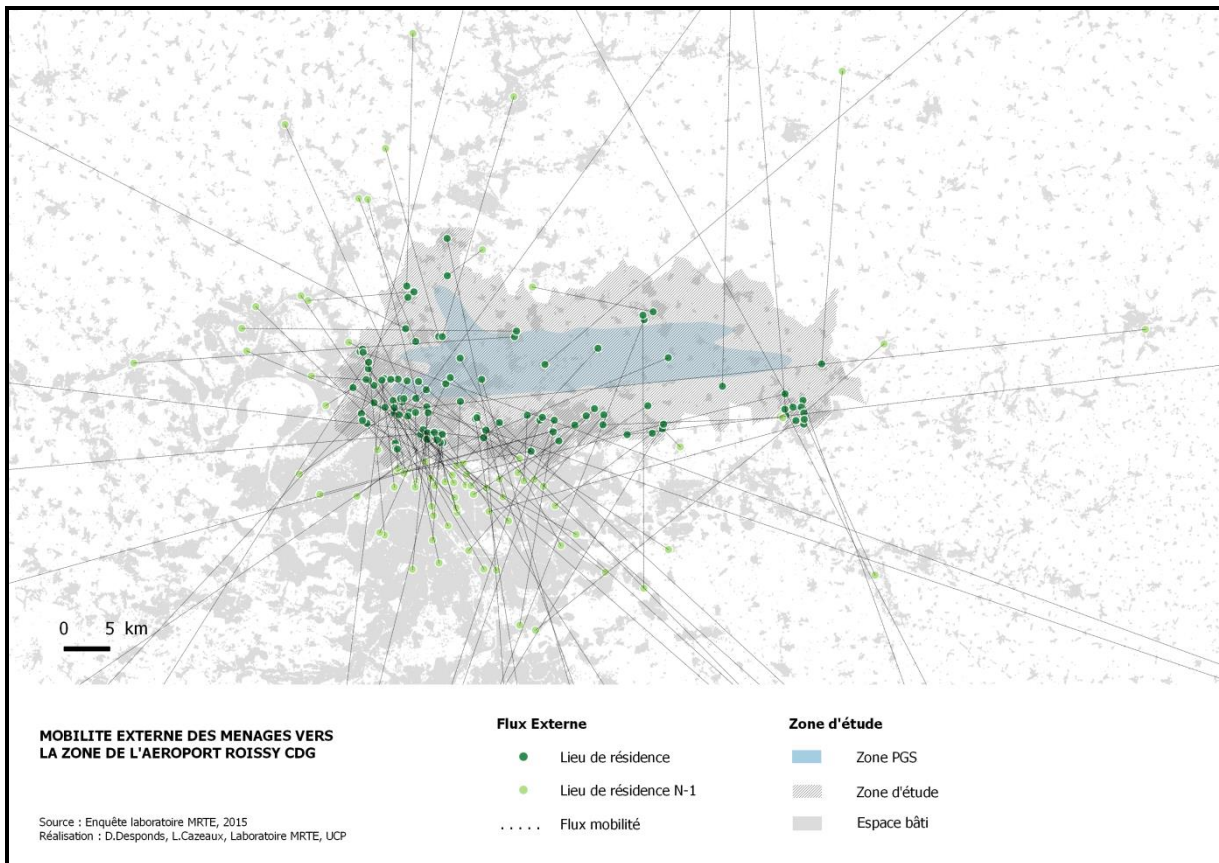 0 5 km
MOBILITE EXTERNE DES MENAGES VERS
LA ZONE DE L'AEROPORT ROISSY CDG
Source : Enquête laboratoire MRTE, 2015
Réalisation : D.Desponds, L.Cazeaux, Laboratoire MRTE, UCP
Flux Externe
Lieu de résidence
Lieu de résidence N-1
Flux mobilité
Zone d'étude
Zone PGS
Zone d'étude
Espace bâti